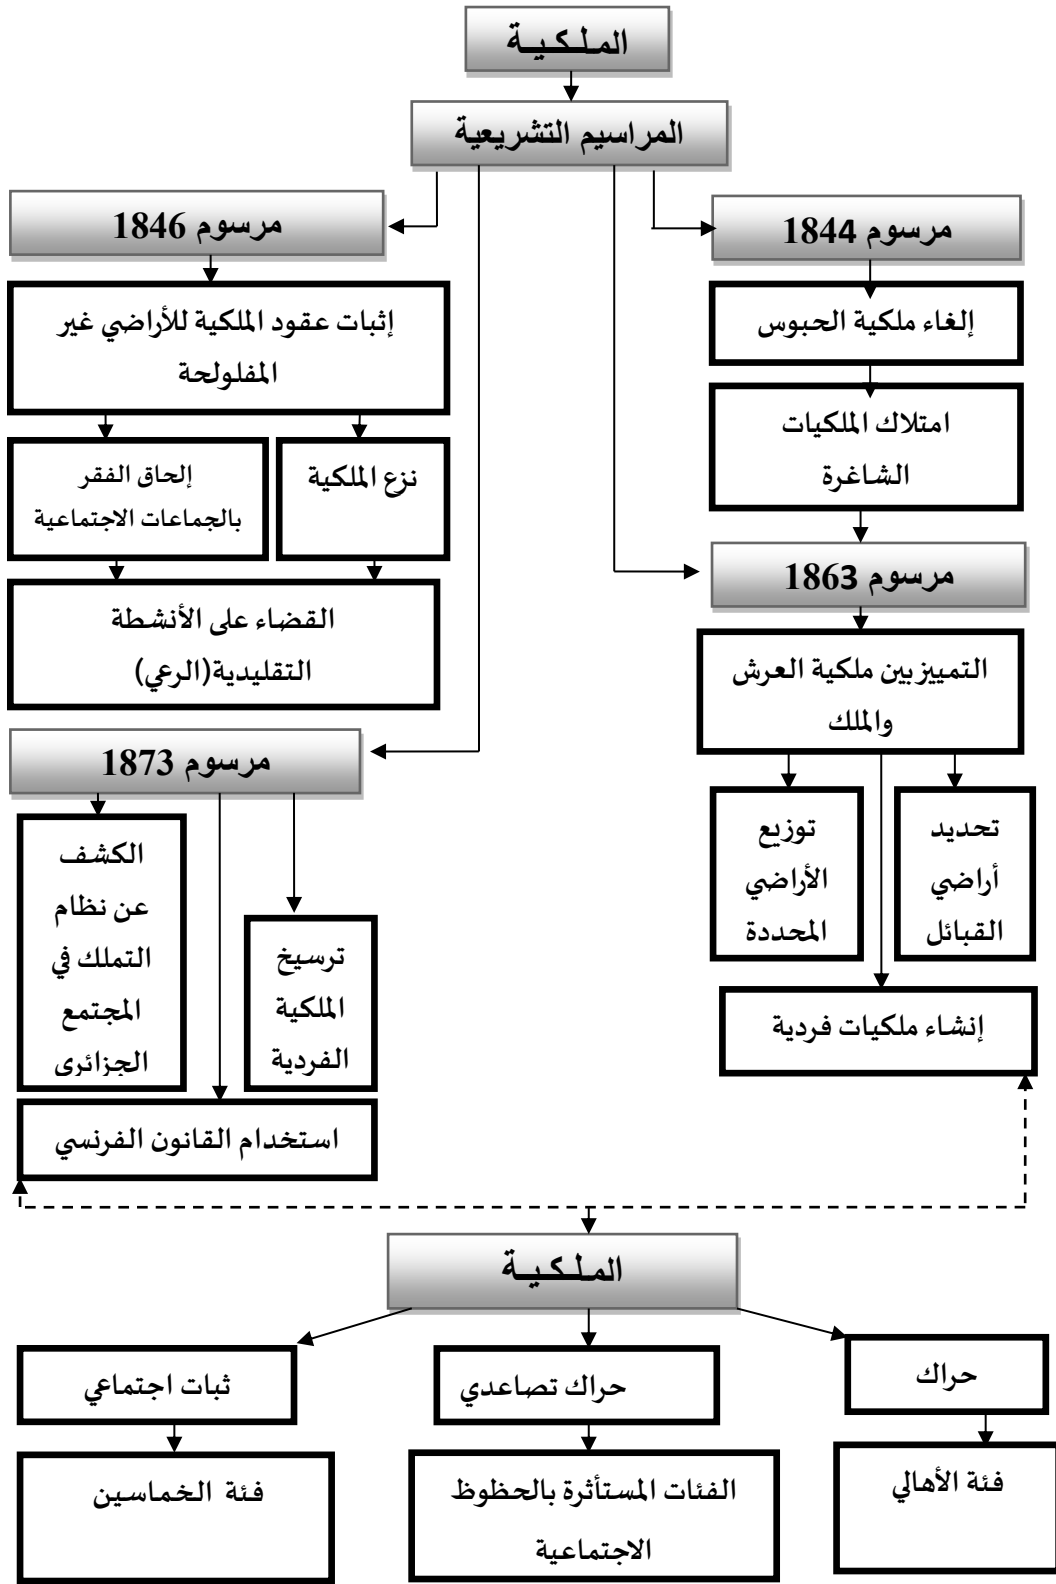 الملكية
المراسيم التشريعية
مرسوم 1844
إلغاء ملكية الحبوس
امتلاك الملكيات
الشاغرة
مرسوم 1863
التمييزبين ملكية العرش
والملك
تحديد
أراضي
القبائل
توزيع
الأراضي
المحددة
إنشاء ملكيات فردية
مرسوم 1846
إثبات عقود الملكية للأراضي غير
المفلولحة
نزع الملكية
إلحاق الفقر
بالجماعات الاجتماعية
القضاء على الأنشطة
التقليدية(الرعي)
مرسوم 1873
ترسيخ
الملكية
الفردية
الكشف
عن نظام
التملك في
المجتمع
الجزائري
استخدام القانون الفرنسي
الملكية
حراك
فئة الأهالي
حراك تصاعدي
الفئات المستأثرة بالحظوظ
الاجتماعية
ثبات اجتماعي
فئة الخماسين